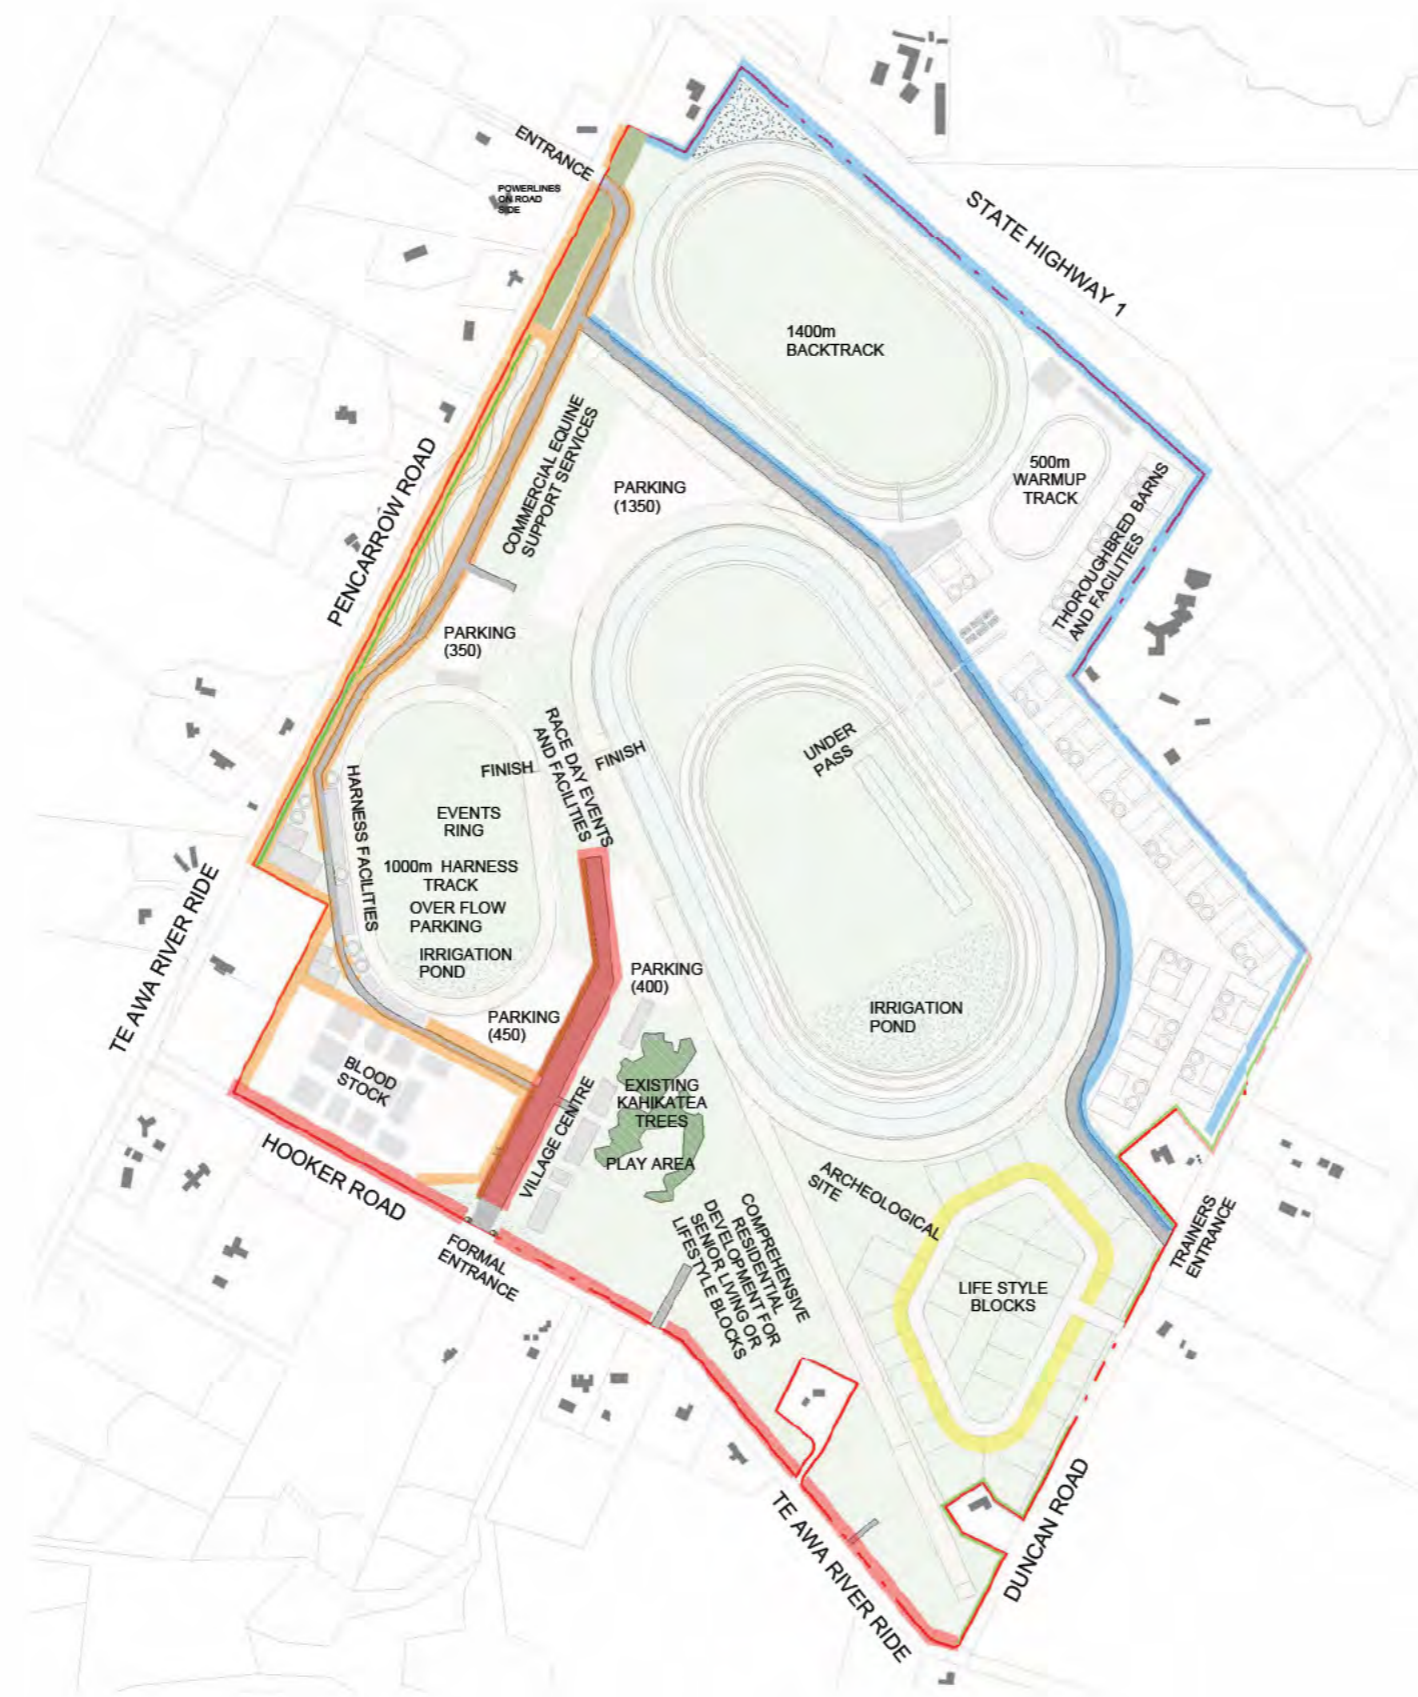 ENTRANCE
POWERLINES
ON ROAD
SIDE
STATE HIGHWAY 1
1400m
BACKTRACK
500m
WARMUP
TRACK
THOROUGHBRED BARNS
AND FACILITIES
COMMERCIAL EQUINE
SUPPORT SERVICES
PARKING
(1350)
PENCARROW ROAD
PARKING
(350)
RACE DAY EVENTS
AND FACILITIES
FINISH
FINISH
UNDER
PASS
HARNESS FACILITIES
EVENTS
RING
1000m HARNESS
TRACK
OVER FLOW
PARKING
IRRIGATION
POND
TE AWA RIVER RIDE
PARKING
(400)
PARKING
(450)
IRRIGATION
POND
BLOOD
STOCK
VILLAGE CENTRE
EXISTING
KAHIKATEA
TREES
PLAY AREA
HOOKER ROAD
FORMAL
ENTRANCE
ARCHEOLOGICAL
SITE
COMPREHENSIVE
RESIDENTIAL
DEVELOPMENT FOR
SENIOR LIVING OR
LIFESTYLE BLOCKS
LIFE STYLE
BLOCKS
TRAINERS
ENTRANCE
DUNCAN ROAD
TE AWA RIVER RIDE